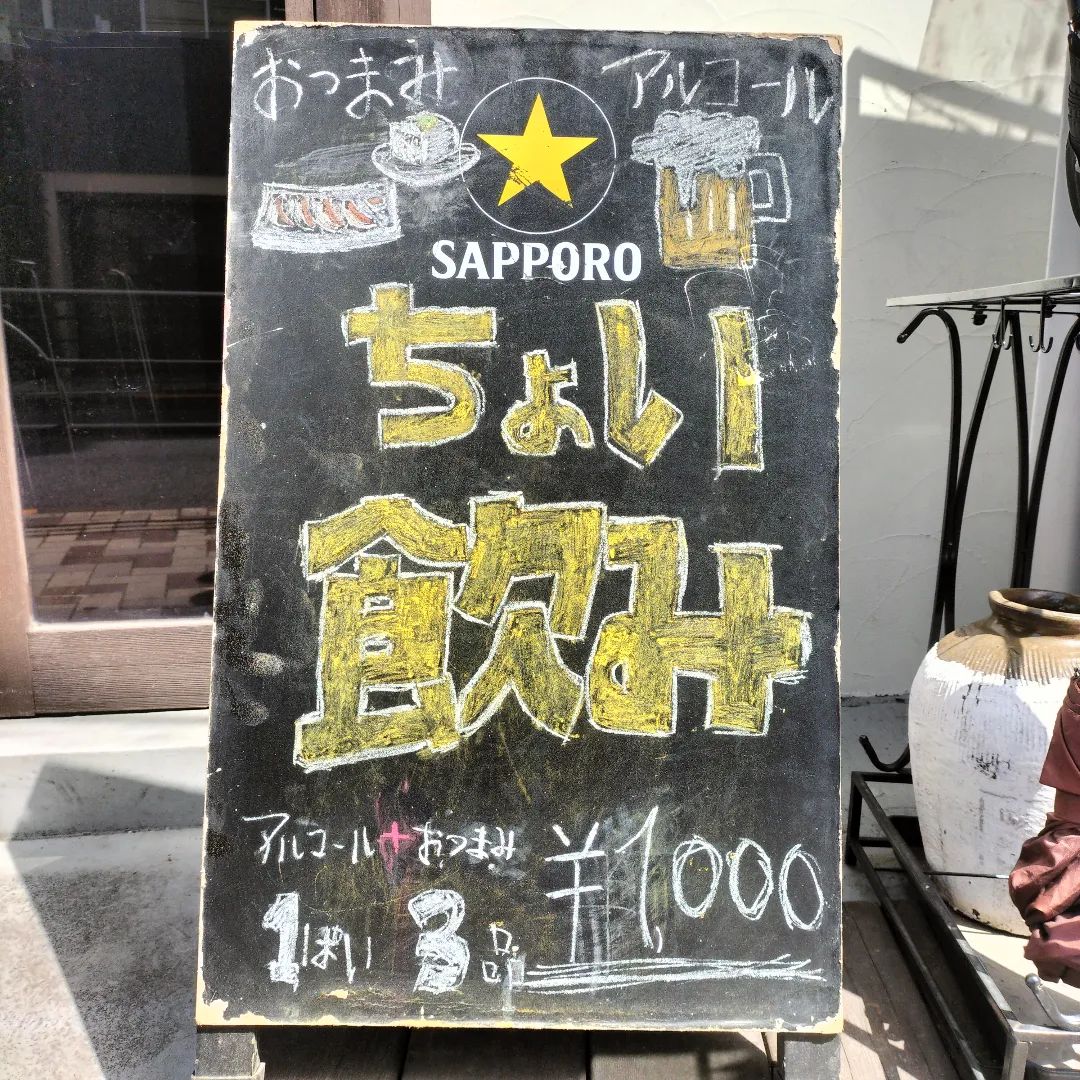 おつまみ
アルコール
SAPPORO
ちょい
飲み
アルコール+おつまみ
1ぱい 3品 ¥1,000